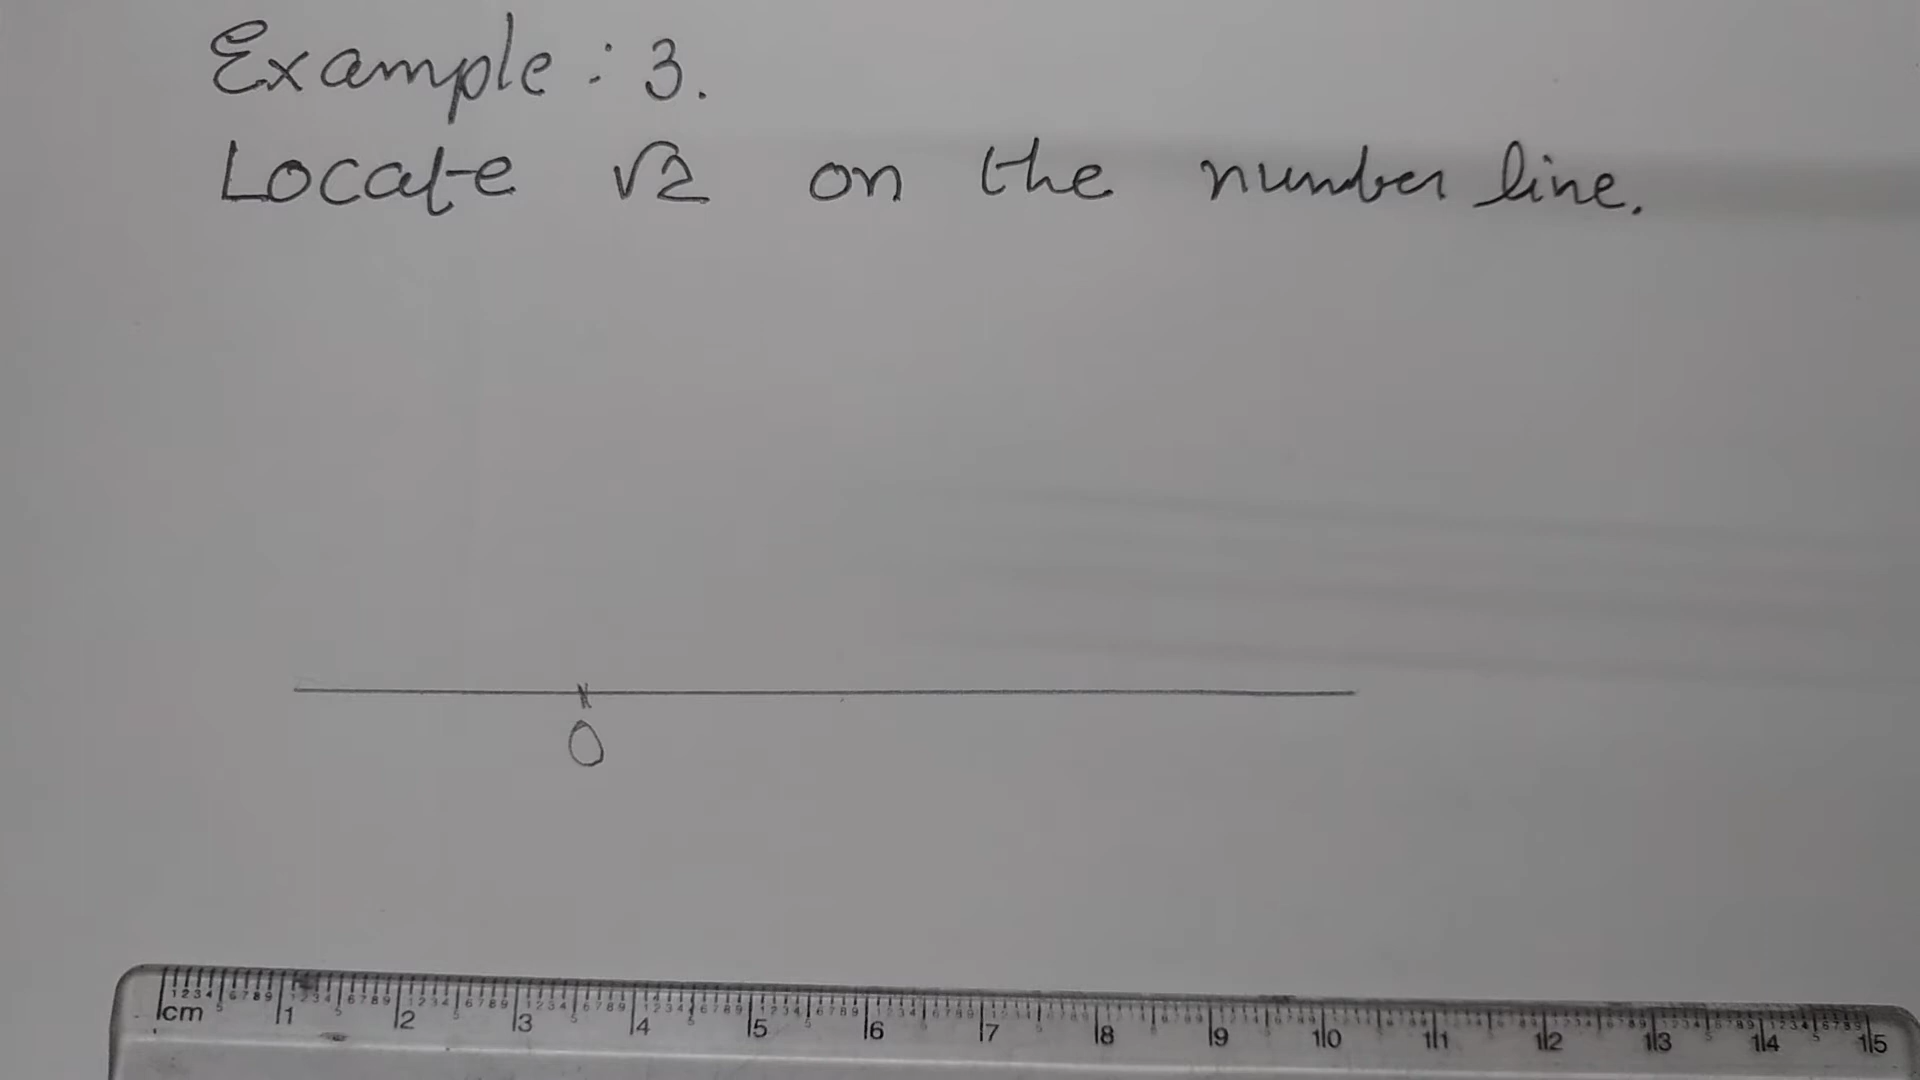 Example : 3.
Locate √2 on the number line.
0
cm 1 2 3 4 5 6 7 8 9 10 11 12 13 14 15